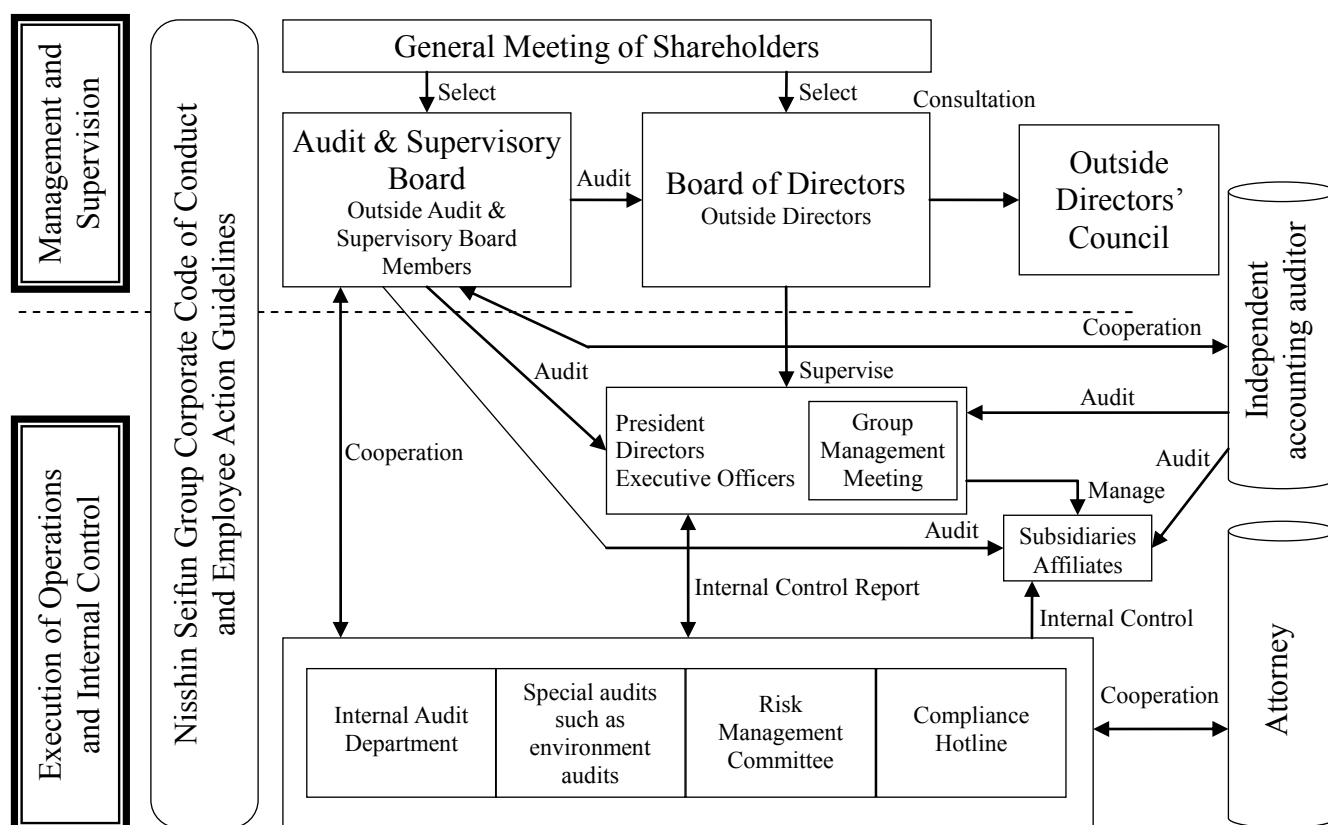 Management and
Supervision
Execution of Operations
and Internal Control
Nisshin Seifun Group Corporate Code of Conduct
and Employee Action Guidelines
General Meeting of Shareholders
Select
Select
Consultation
Audit & Supervisory
Board
Outside Audit &
Supervisory Board
Members
Audit
Board of Directors
Outside Directors
Outside
Directors’
Council
Independent
accounting auditor
Cooperation
Audit
Supervise
Audit
Cooperation
President
Directors
Executive Officers
Group
Management
Meeting
Audit
Manage
Audit
Subsidiaries
Affiliates
Internal Control Report
Internal Control
Attorney
Cooperation
Internal Audit
Department
Special audits
such as
environment
audits
Risk
Management
Committee
Compliance
Hotline